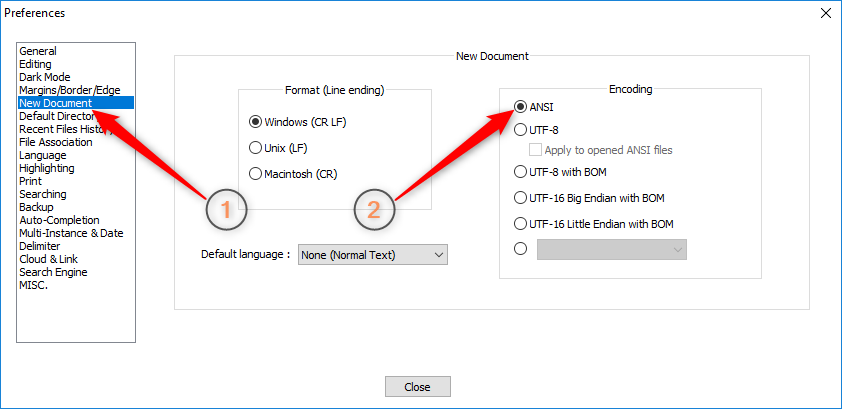 Preferences
General
Editing
Dark Mode
Margins/Border/Edge
New Document
Default Director
Recent Files History
File Association
Language
Highlighting
Print
Searching
Backup
Auto-Completion
Multi-Instance & Date
Delimiter
Cloud & Link
Search Engine
MISC.
New Document
Format (Line ending)
Windows (CR LF)
Unix (LF)
Macintosh (CR)
Default language :
None (Normal Text)
Encoding
ANSI
UTF-8
Apply to opened ANSI files
UTF-8 with BOM
UTF-16 Big Endian with BOM
UTF-16 Little Endian with BOM
1
2
Close